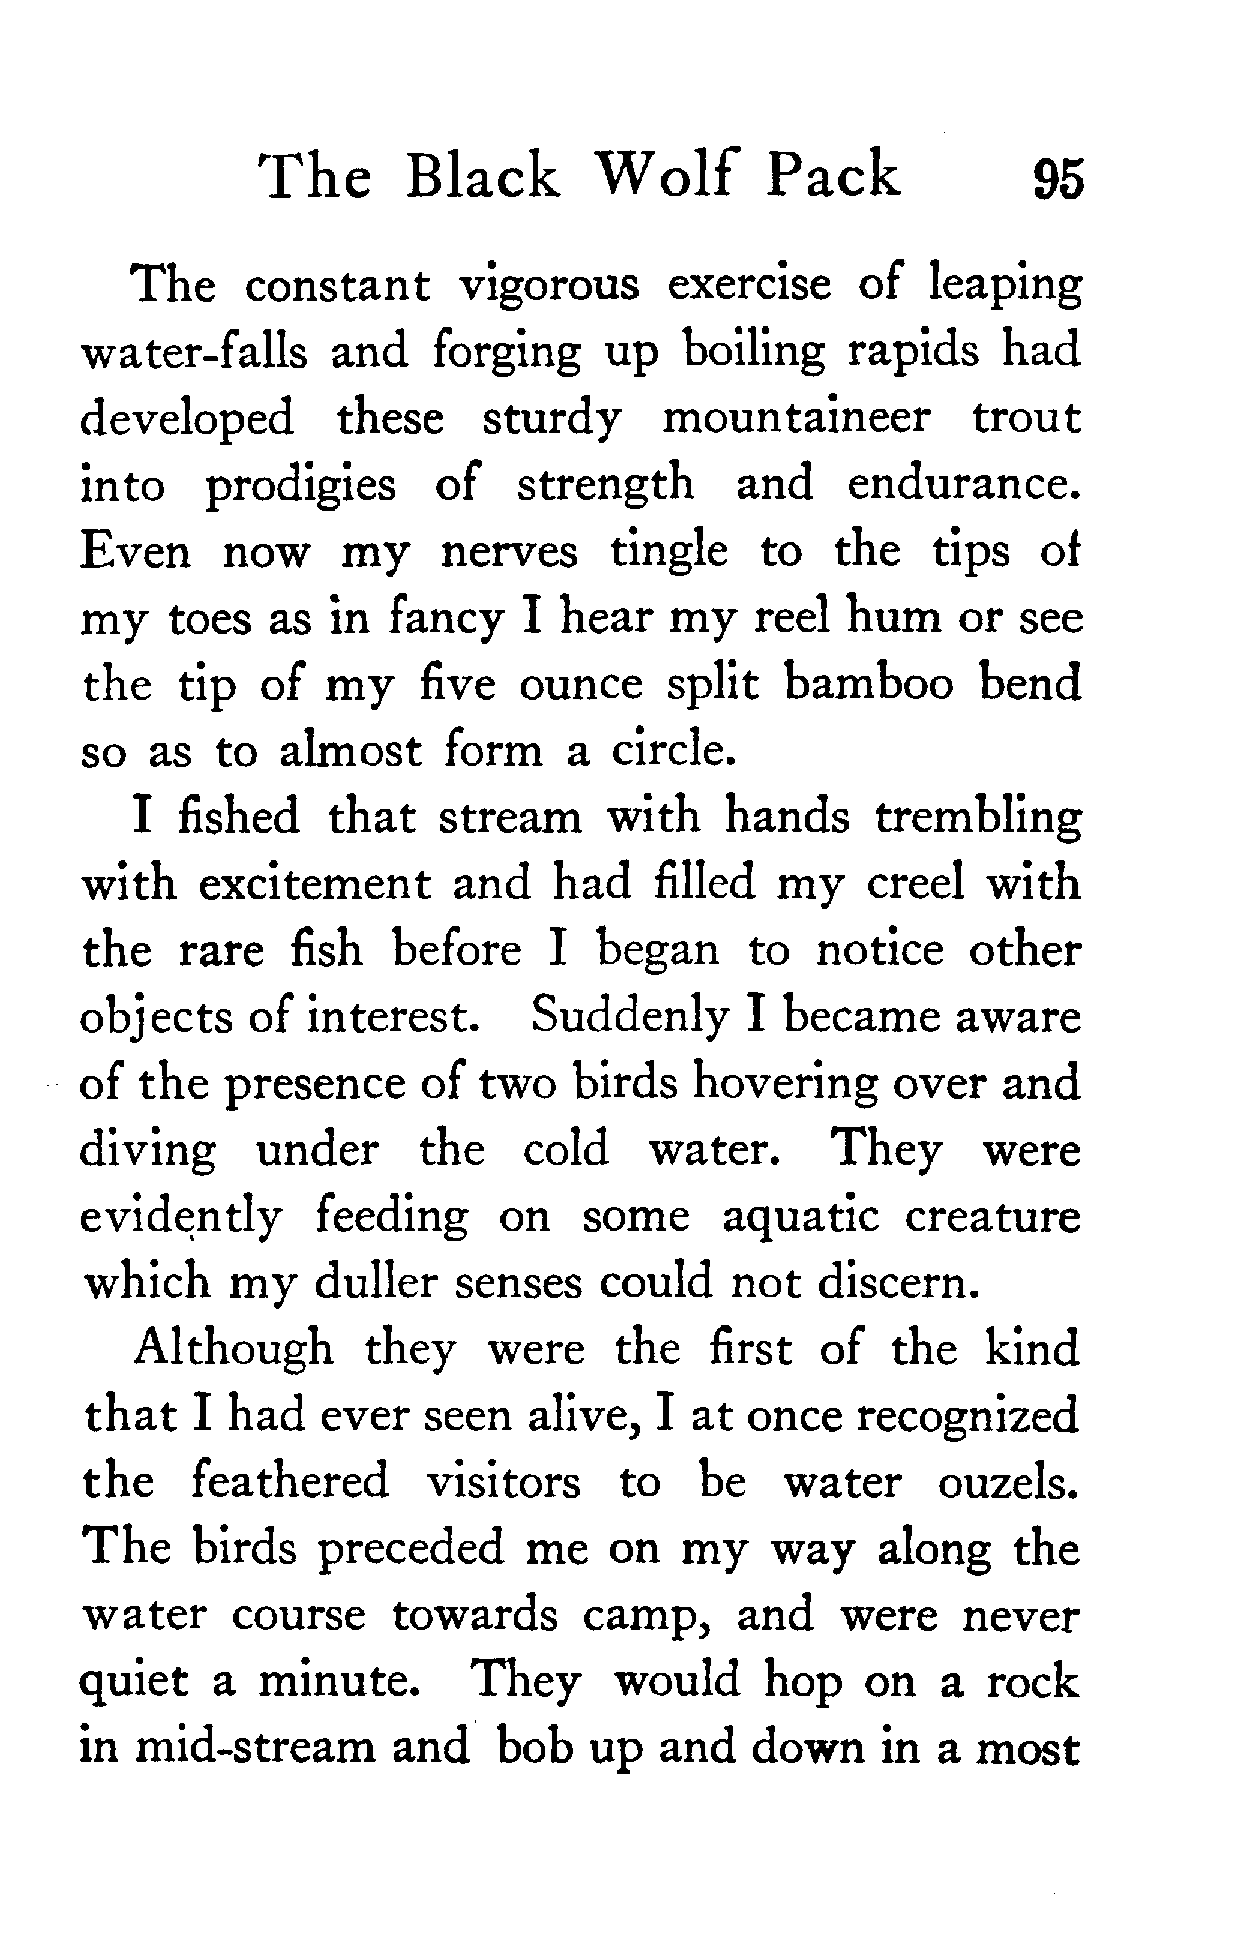 The Black Wolf Pack 95
The constant vigorous exercise of leaping
water-falls and forging up boiling rapids had
developed these sturdy mountaineer trout
into prodigies of strength and endurance.
Even now my nerves tingle to the tips of
my toes as in fancy I hear my reel hum or see
the tip of my five ounce split bamboo bend
so as to almost form a circle.
I fished that stream with hands trembling
with excitement and had filled my creel with
the rare fish before I began to notice other
objects of interest. Suddenly I became aware
of the presence of two birds hovering over and
diving under the cold water. They were
evidently feeding on some aquatic creature
which my duller senses could not discern.
Although they were the first of the kind
that I had ever seen alive, I at once recognized
the feathered visitors to be water ouzels.
The birds preceded me on my way along the
water course towards camp, and were never
quiet a minute. They would hop on a rock
in mid-stream and bob up and down in a most